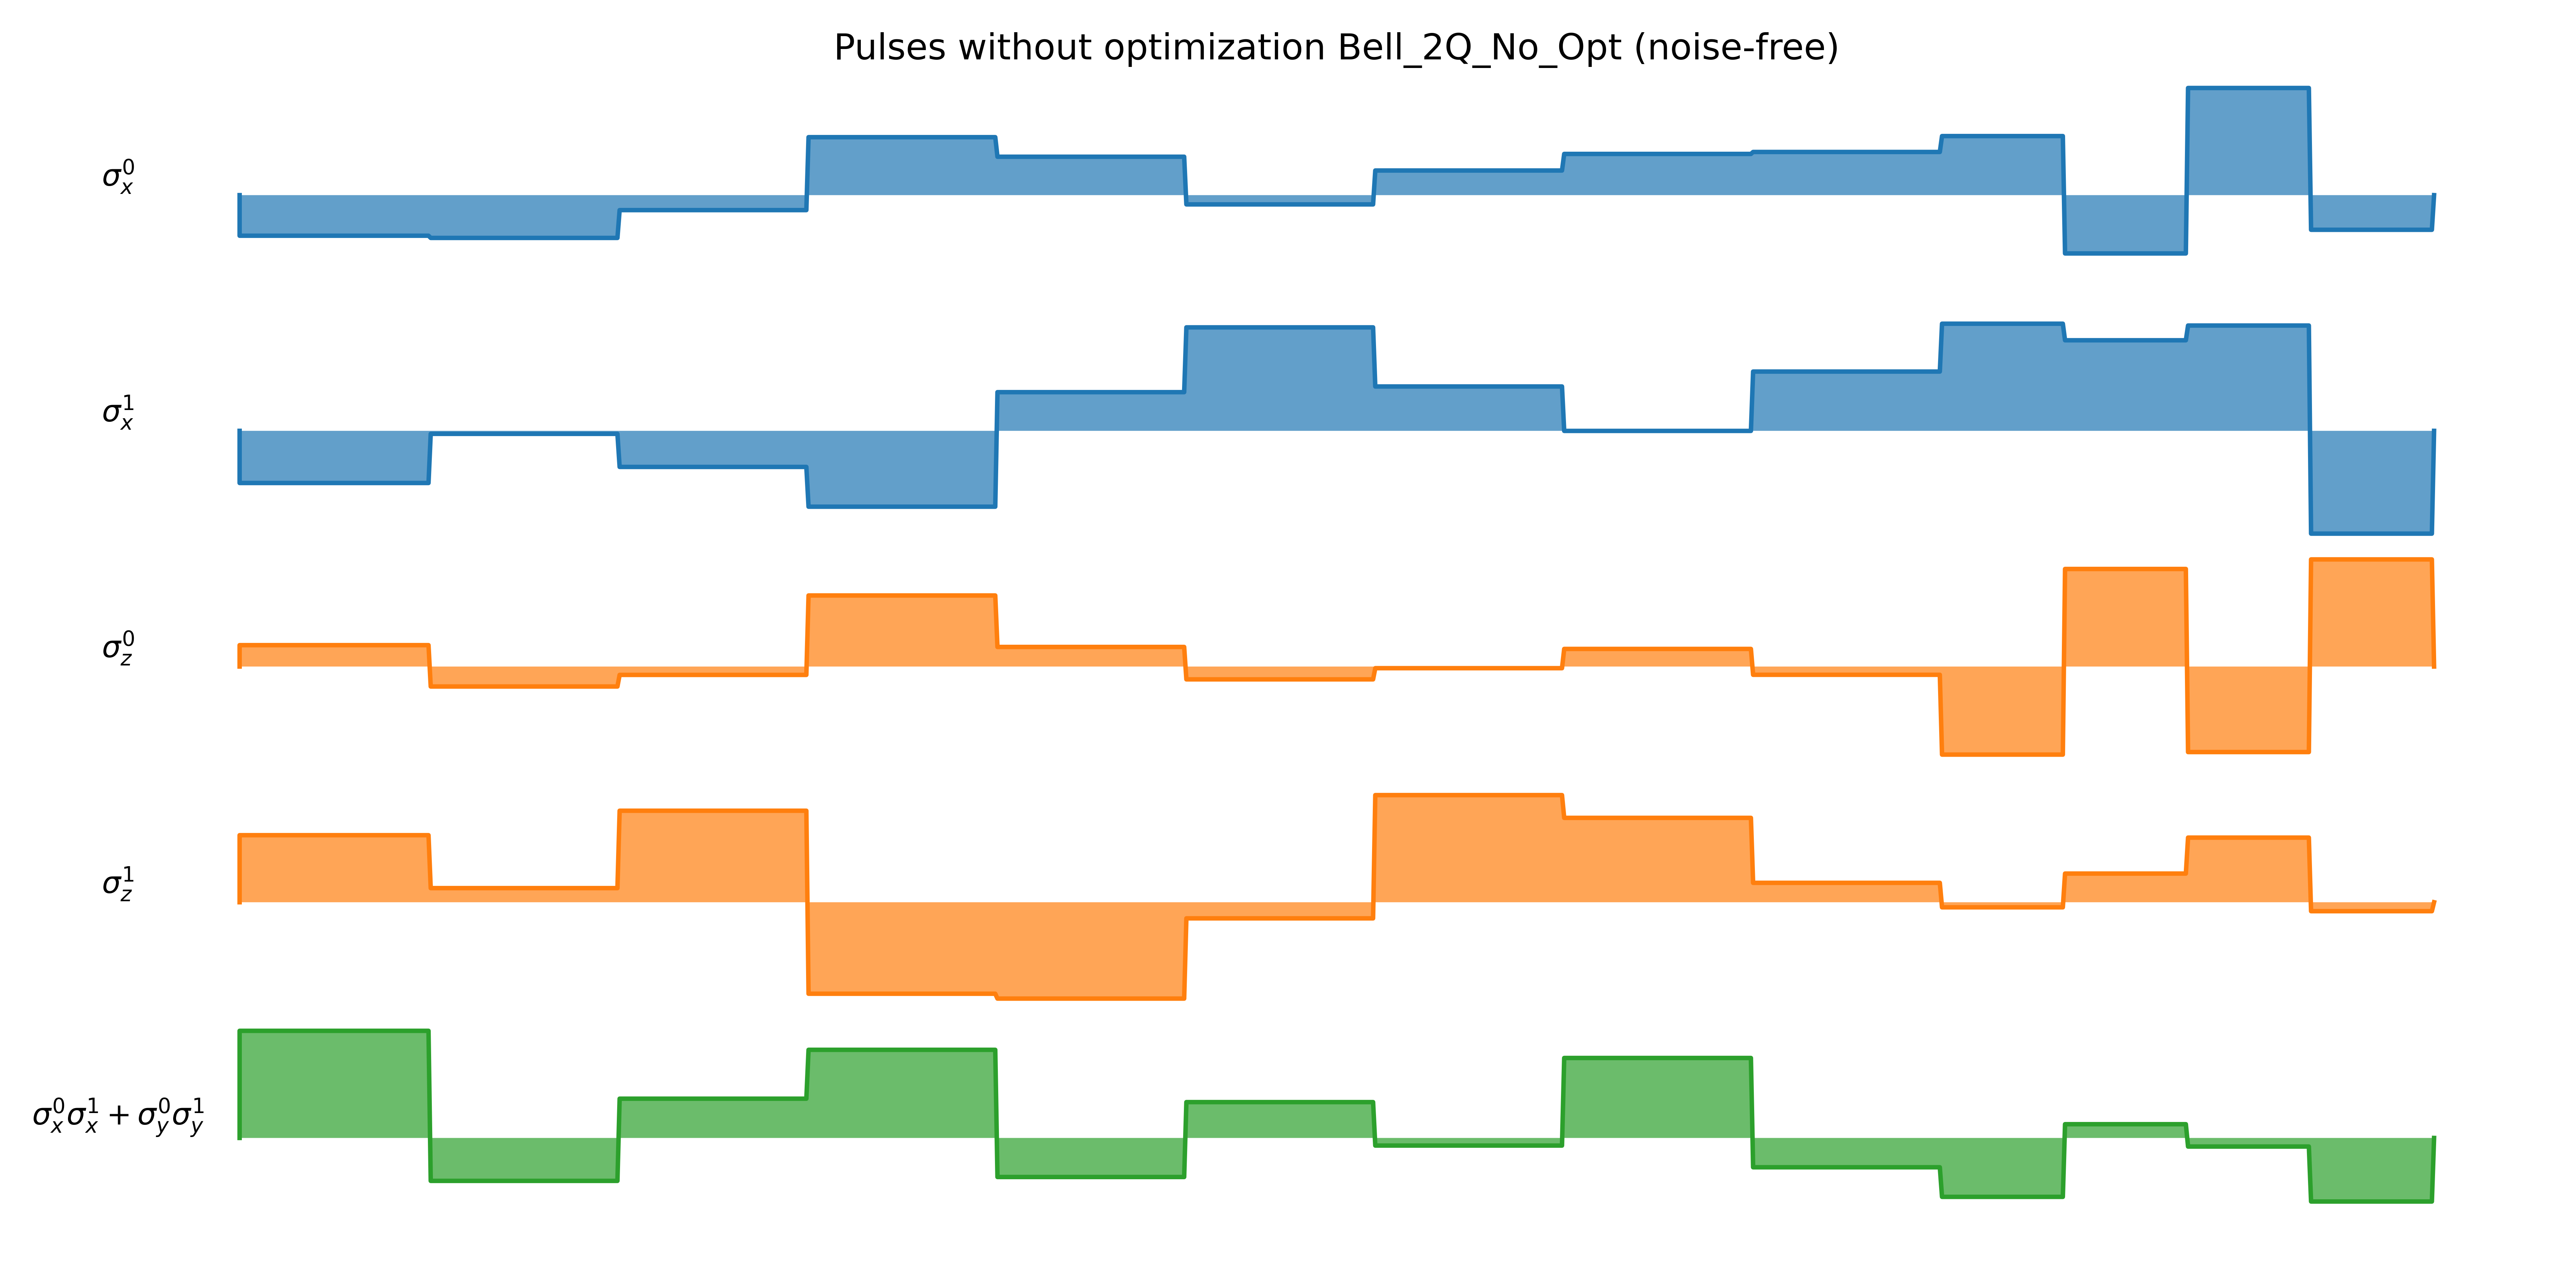 Pulses without optimization Bell_2Q_No_Opt (noise-free)
σ_x^0
σ_x^1
σ_z^0
σ_z^1
σ_x^0σ_x^1 + σ_y^0σ_y^1